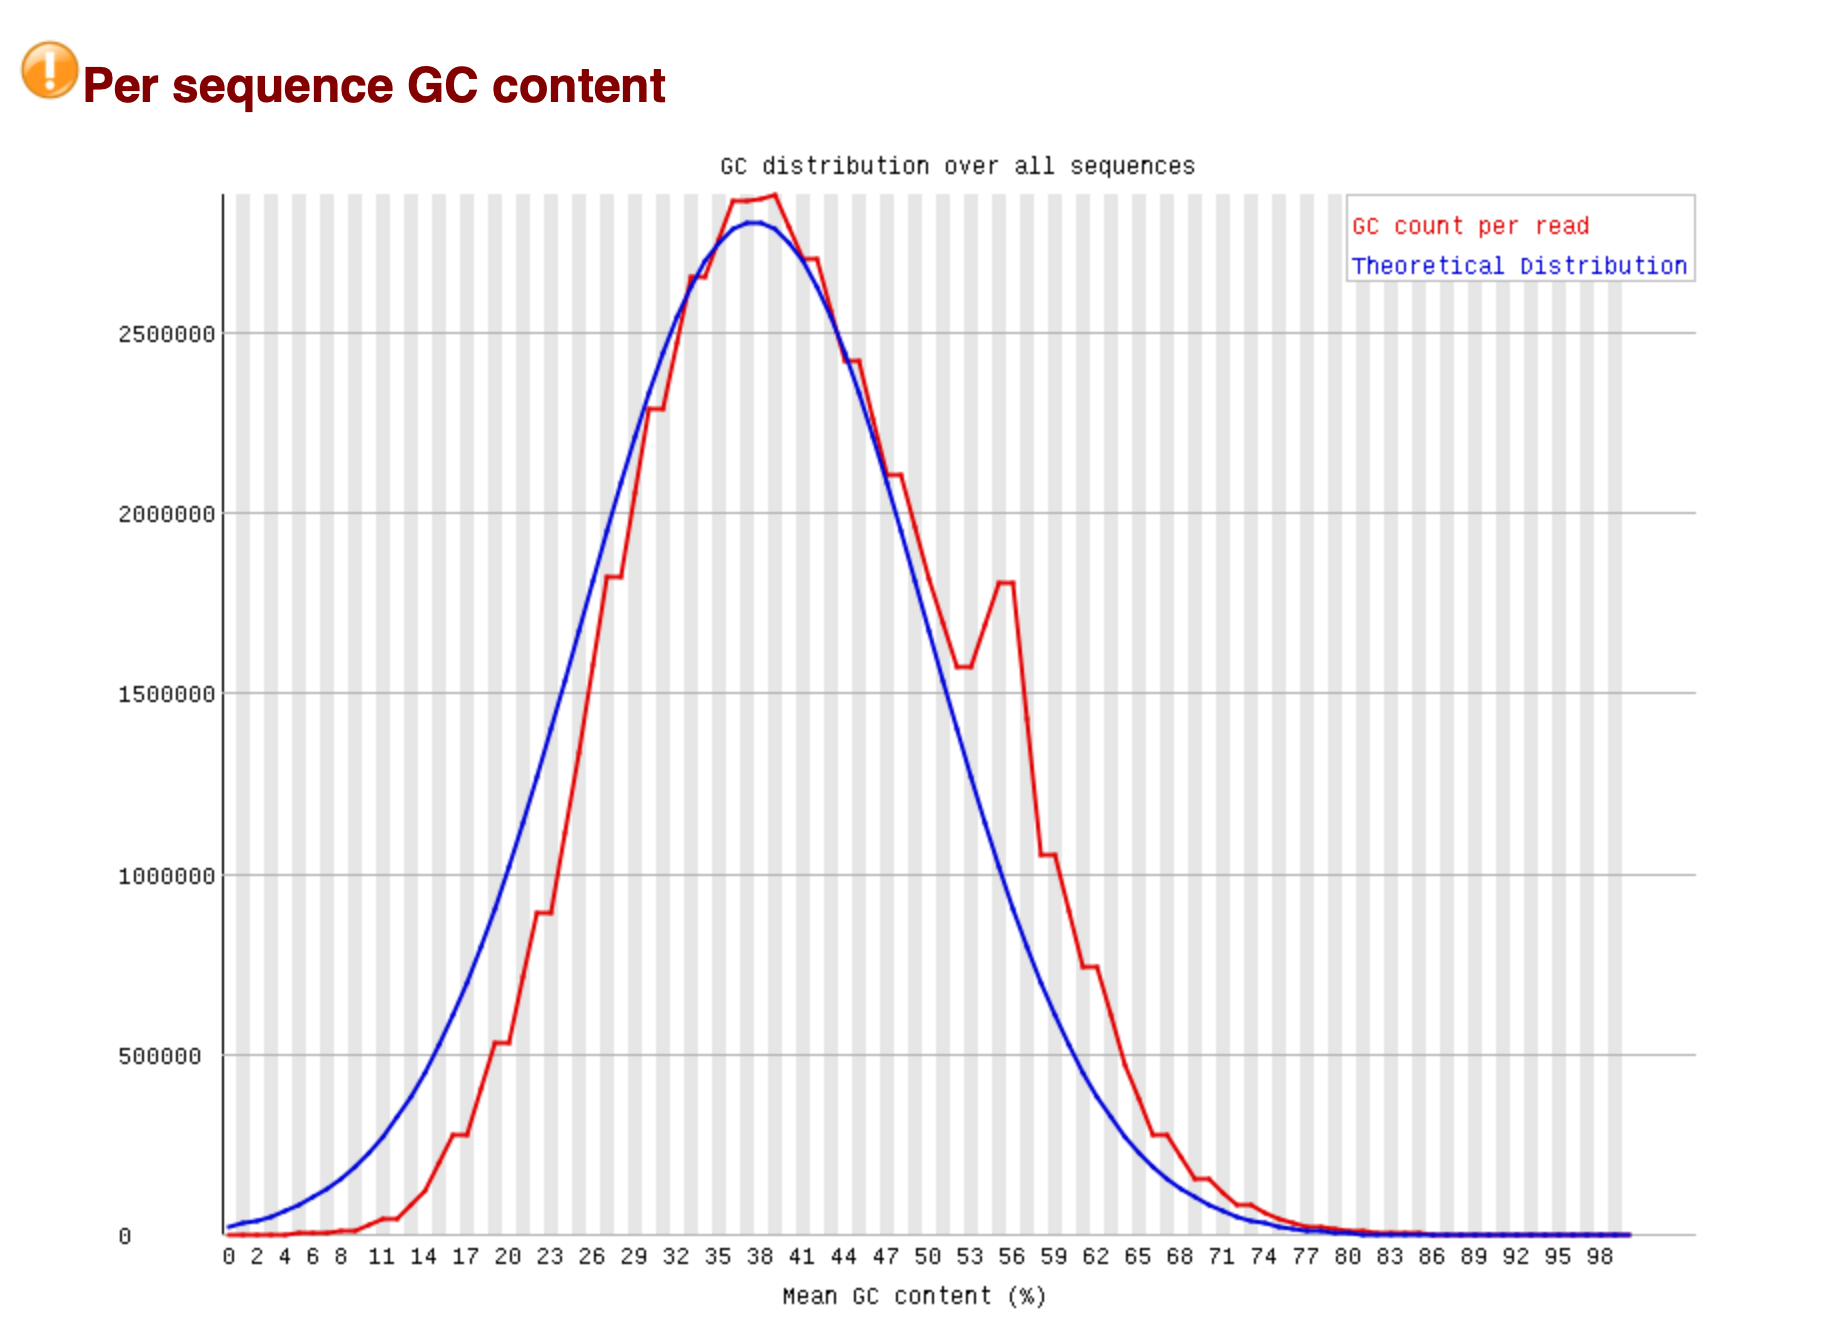 Per sequence GC content
GC distribution over all sequences
GC count per read
Theoretical Distribution
2500000
2000000
1500000
1000000
500000
0
0 2 4 6 8 11 14 17 20 23 26 29 32 35 38 41 44 47 50 53 56 59 62 65 68 71 74 77 80 83 86 89 92 95 98
Mean GC content (%)